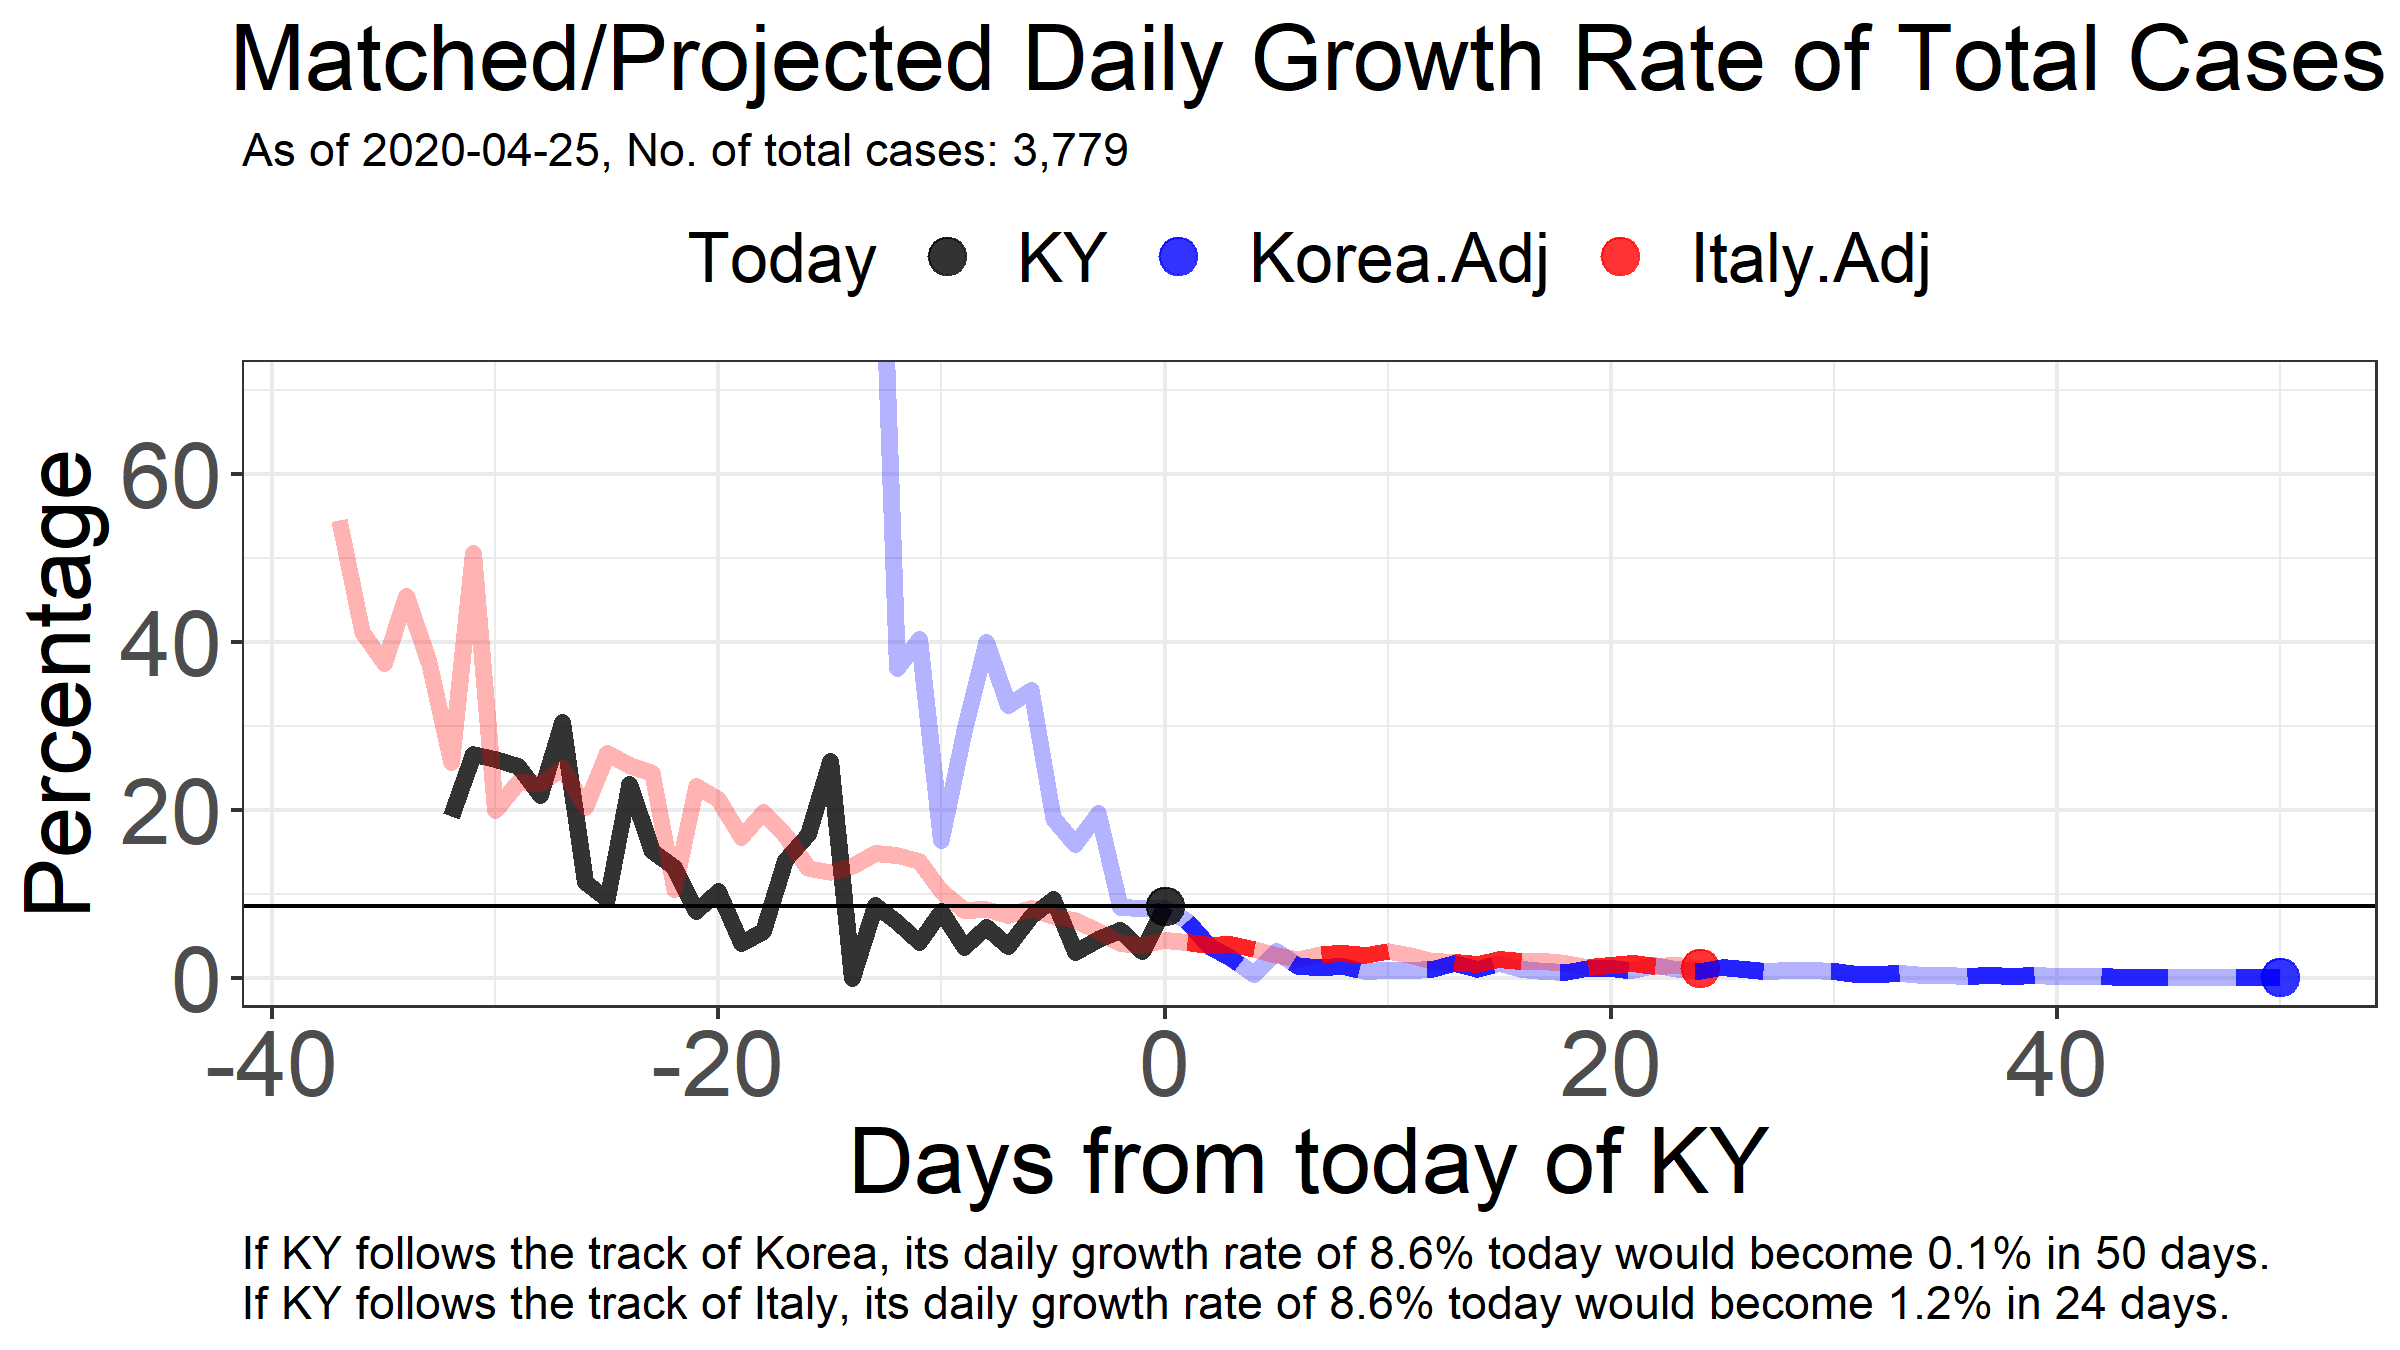 Matched/Projected Daily Growth Rate of Total Cases
As of 2020-04-25, No. of total cases: 3,779
Today KY Korea.Adj Italy.Adj
Percentage
60
40
20
0
-40 -20 0 20 40
Days from today of KY
If KY follows the track of Korea, its daily growth rate of 8.6% today would become 0.1% in 50 days.
If KY follows the track of Italy, its daily growth rate of 8.6% today would become 1.2% in 24 days.